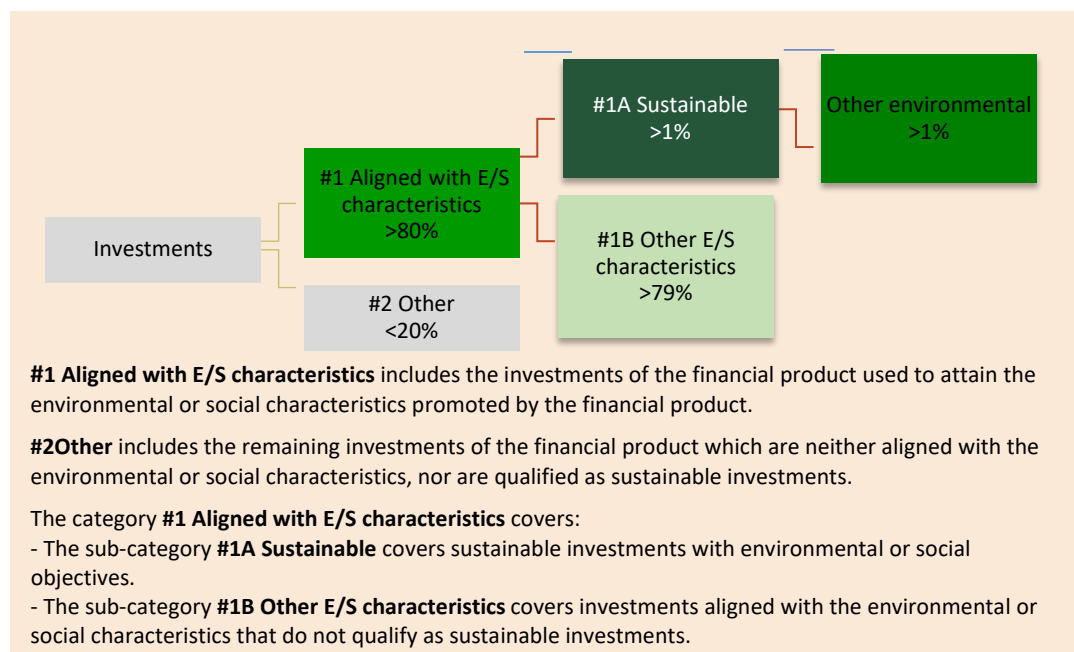 #1A Sustainable
>1%
Other environmental
>1%
#1 Aligned with E/S
characteristics
>80%
Investments
#1B Other E/S
characteristics
>79%
#2 Other
<20%
#1 Aligned with E/S characteristics includes the investments of the financial product used to attain the
environmental or social characteristics promoted by the financial product.
#2Other includes the remaining investments of the financial product which are neither aligned with the
environmental or social characteristics, nor are qualified as sustainable investments.
The category #1 Aligned with E/S characteristics covers:
- The sub-category #1A Sustainable covers sustainable investments with environmental or social
objectives.
- The sub-category #1B Other E/S characteristics covers investments aligned with the environmental or
social characteristics that do not qualify as sustainable investments.